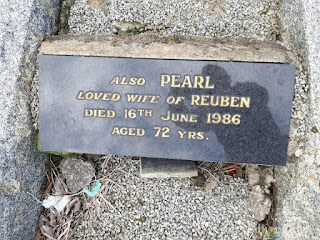 ALSO PEARL
LOVED WIFE OF REUBEN
DIED 16TH JUNE 1986
AGED 72 YRS.